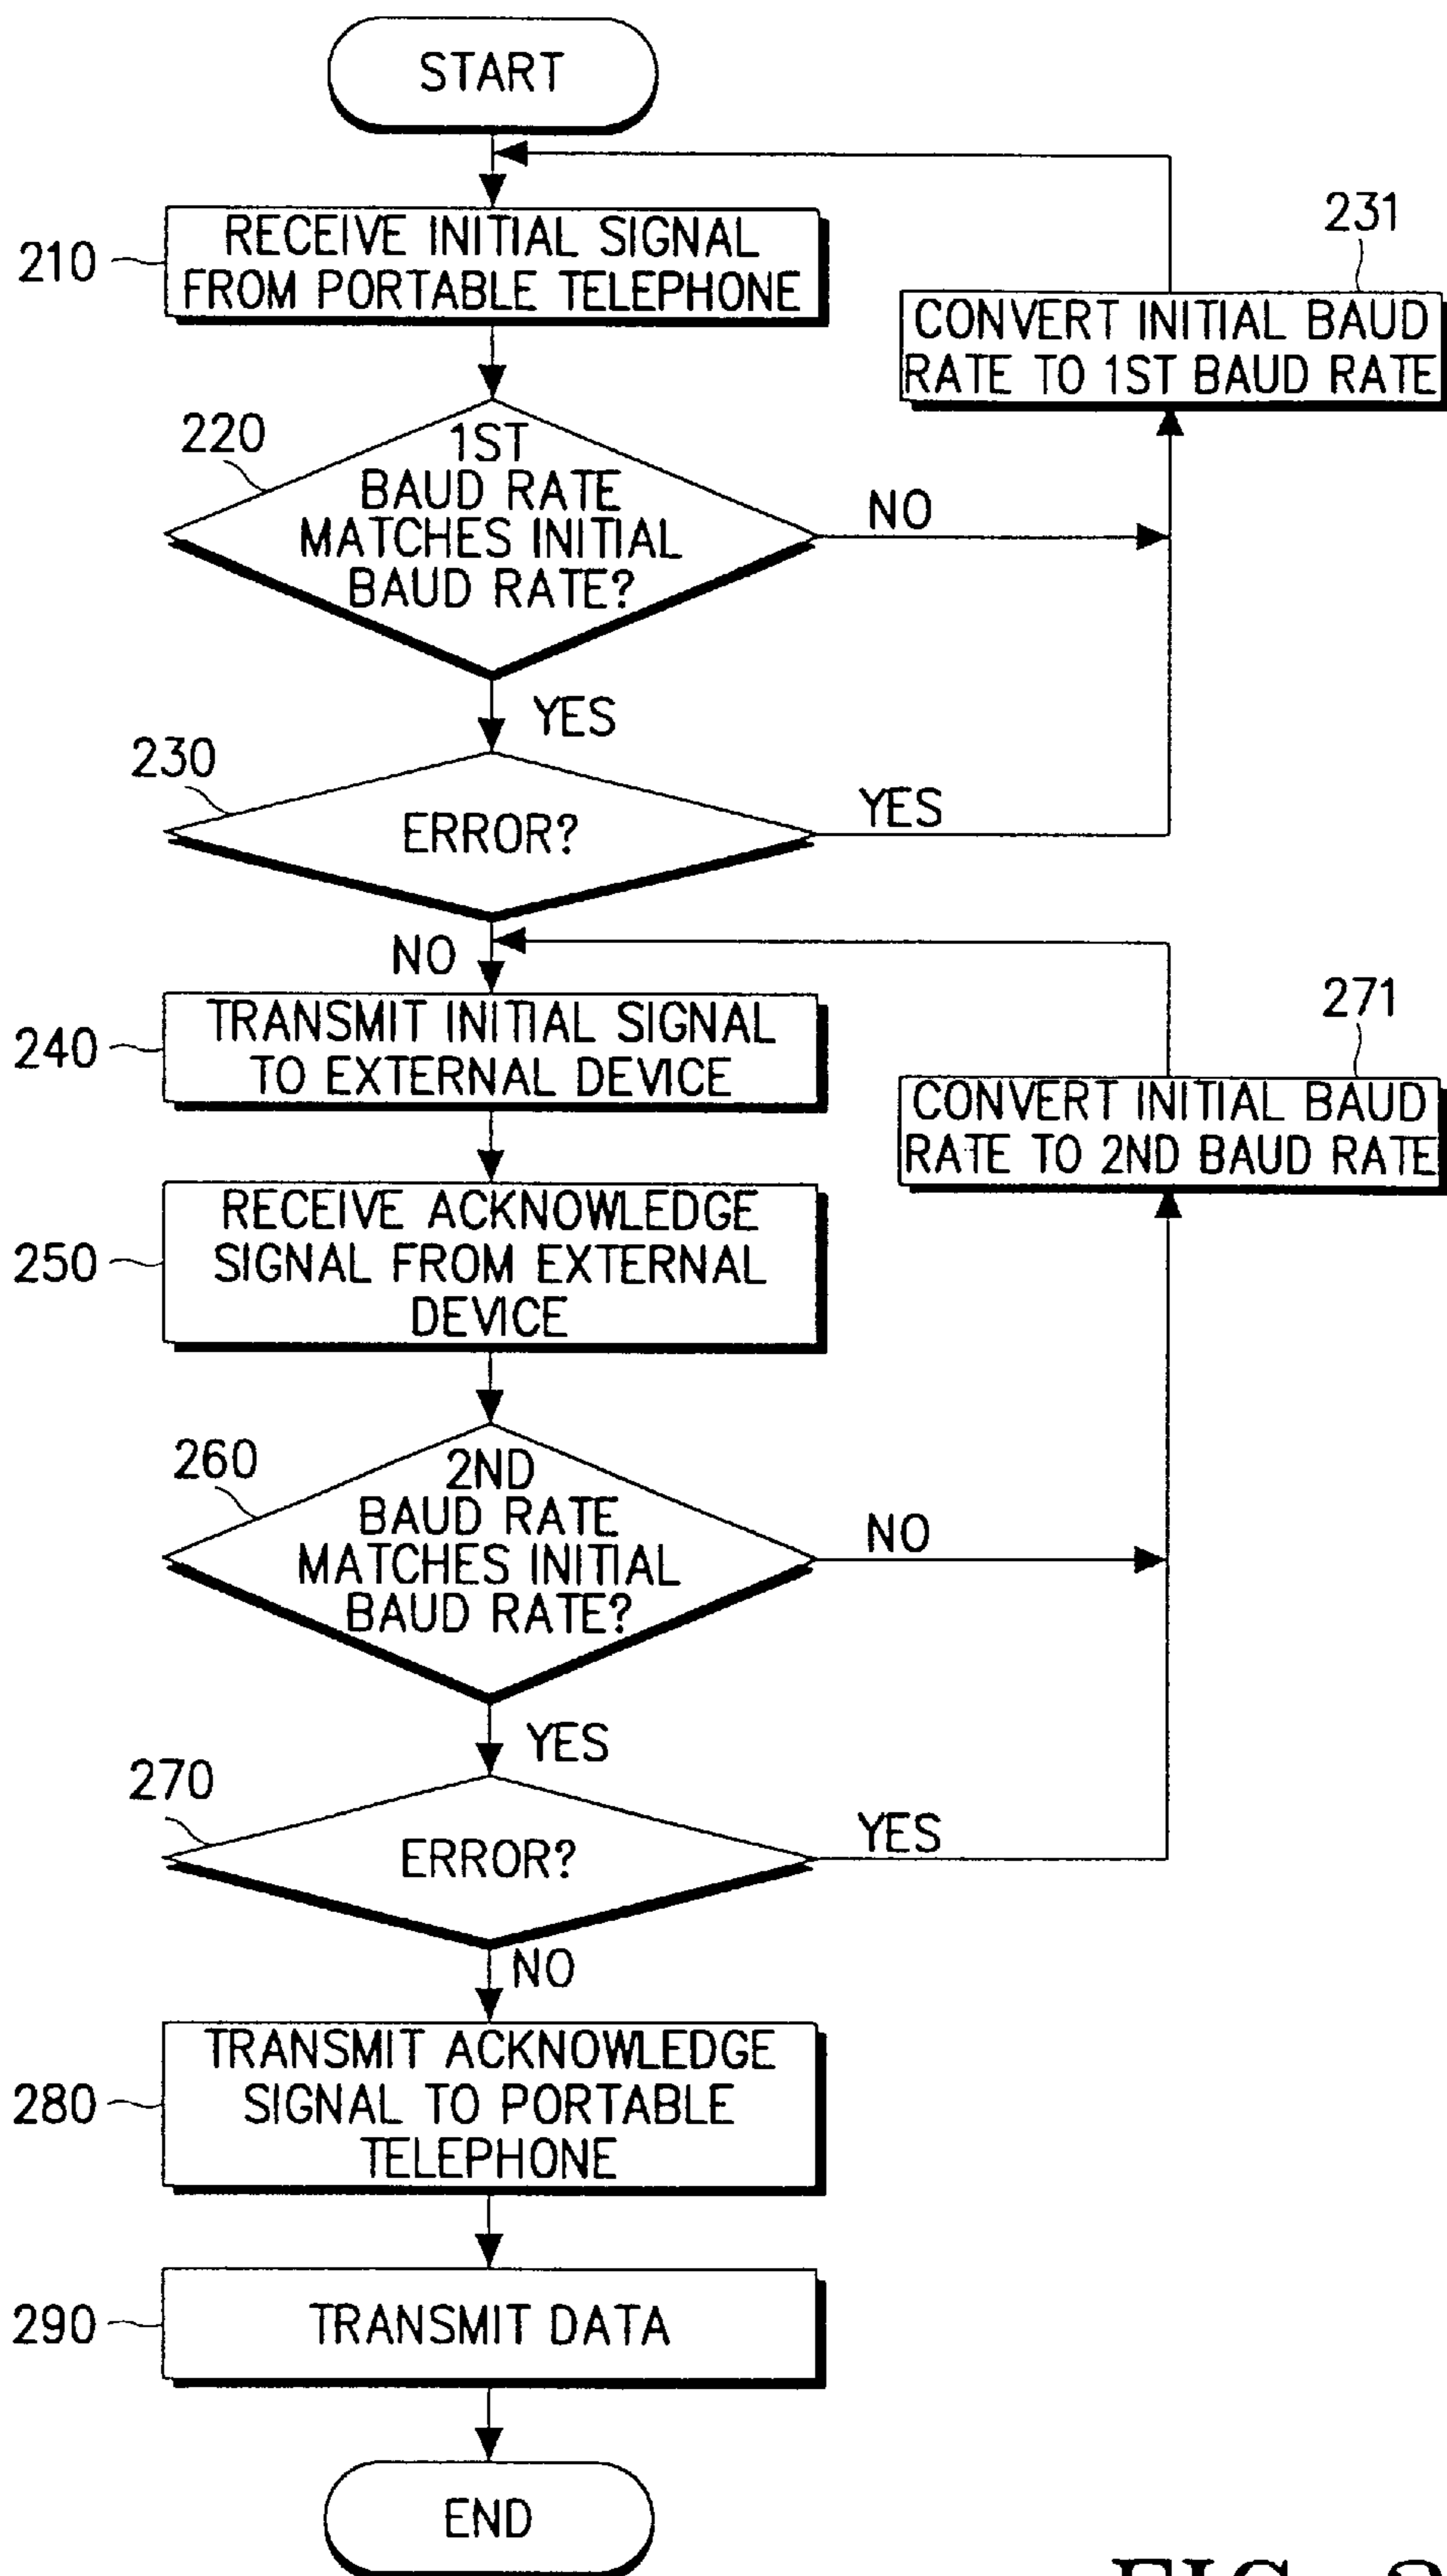 START
210
RECEIVE INITIAL SIGNAL
FROM PORTABLE TELEPHONE
231
CONVERT INITIAL BAUD
RATE TO 1ST BAUD RATE
220
1ST
BAUD RATE
MATCHES INITIAL
BAUD RATE?
NO
YES
230
ERROR?
YES
NO
240
TRANSMIT INITIAL SIGNAL
TO EXTERNAL DEVICE
271
CONVERT INITIAL BAUD
RATE TO 2ND BAUD RATE
250
RECEIVE ACKNOWLEDGE
SIGNAL FROM EXTERNAL
DEVICE
260
2ND
BAUD RATE
MATCHES INITIAL
BAUD RATE?
NO
YES
270
ERROR?
YES
NO
280
TRANSMIT ACKNOWLEDGE
SIGNAL TO PORTABLE
TELEPHONE
290
TRANSMIT DATA
END